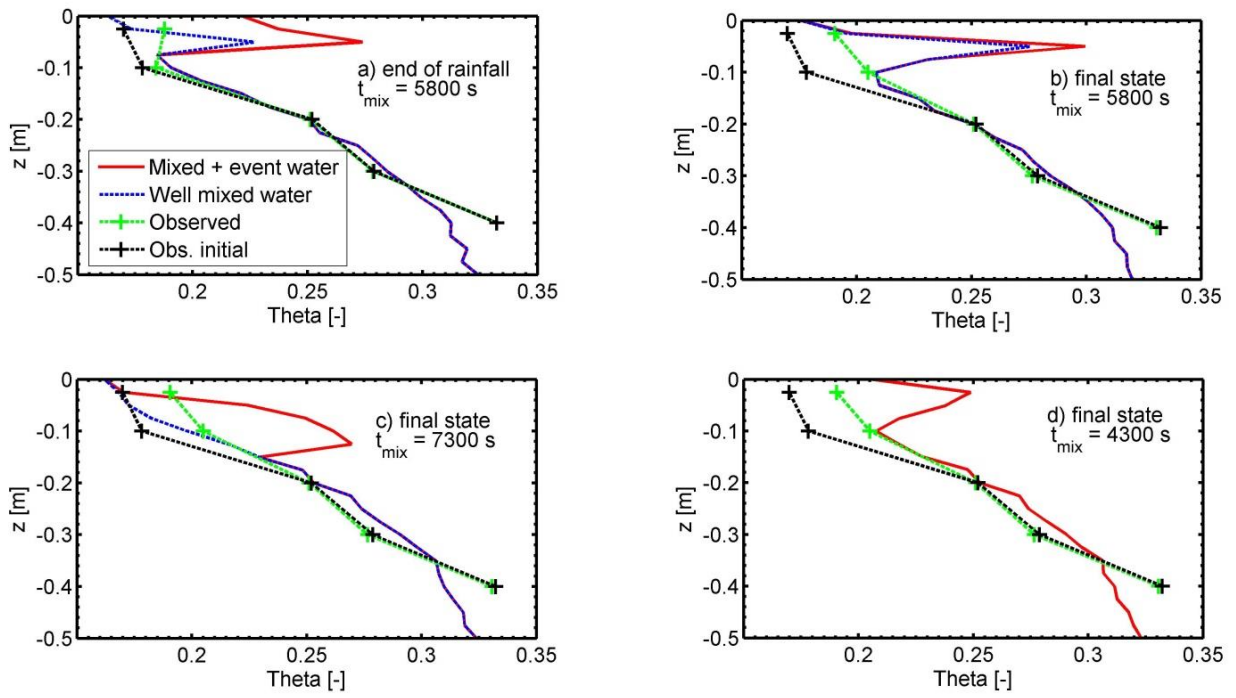 0
-0.1
-0.2
-0.3
-0.4
-0.5
z [m]
a) end of rainfall
t_mix = 5800 s
Mixed + event water
Well mixed water
Observed
Obs. initial
0.2
0.25
0.3
0.35
Theta [-]
0
-0.1
-0.2
-0.3
-0.4
-0.5
z [m]
b) final state
t_mix = 5800 s
0.2
0.25
0.3
0.35
Theta [-]
0
-0.1
-0.2
-0.3
-0.4
-0.5
z [m]
c) final state
t_mix = 7300 s
0.2
0.25
0.3
0.35
Theta [-]
0
-0.1
-0.2
-0.3
-0.4
-0.5
z [m]
d) final state
t_mix = 4300 s
0.2
0.25
0.3
0.35
Theta [-]